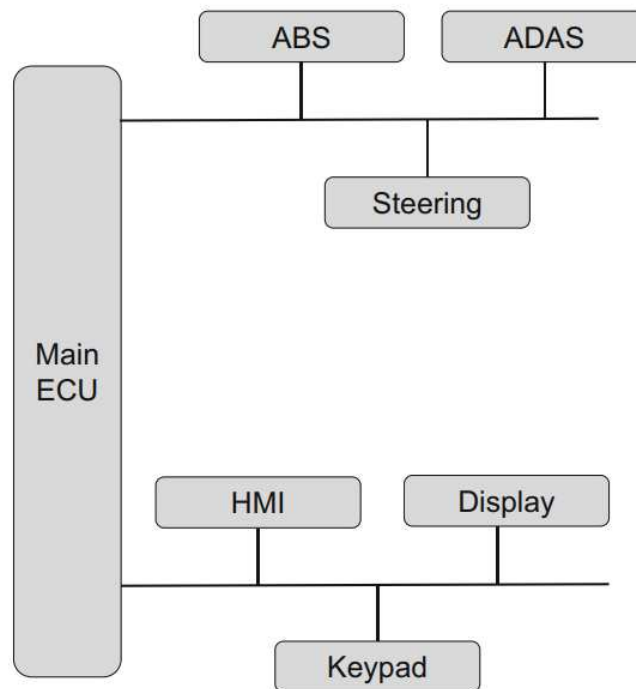 ABS
ADAS
Steering
Main
ECU
HMI
Display
Keypad